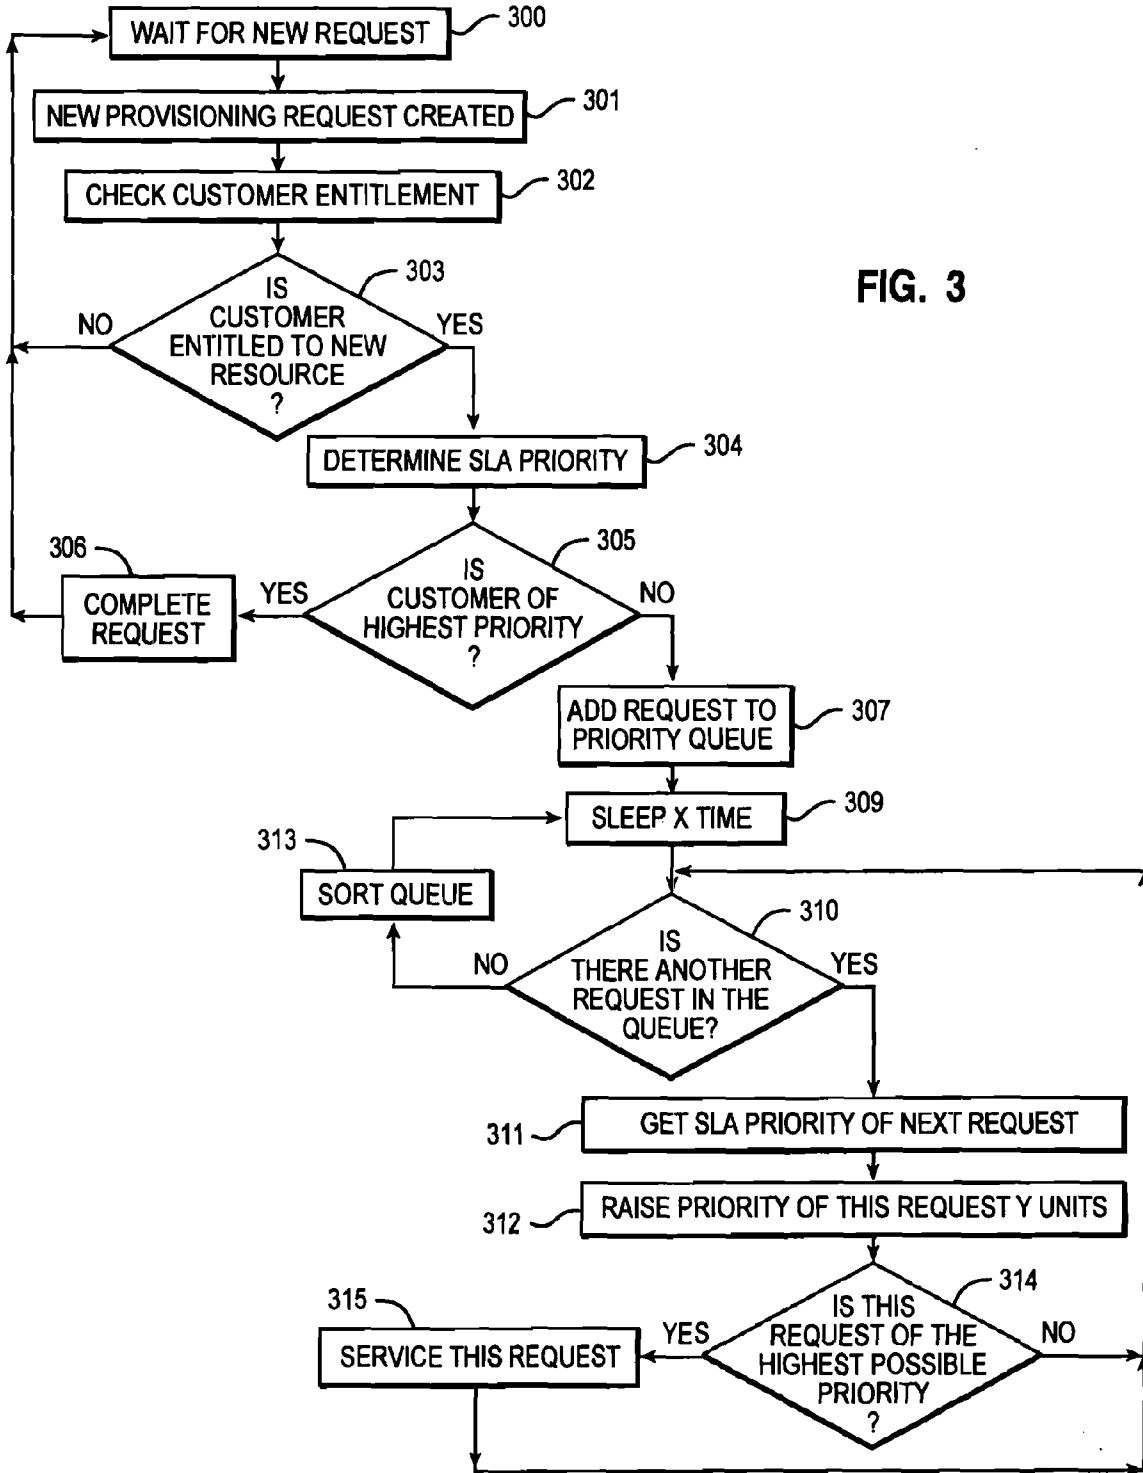 WAIT FOR NEW REQUEST
300
NEW PROVISIONING REQUEST CREATED
301
CHECK CUSTOMER ENTITLEMENT
302
FIG. 3
303
IS
CUSTOMER
ENTITLED TO NEW
RESOURCE
?
NO
YES
DETERMINE SLA PRIORITY
304
305
IS
CUSTOMER OF
HIGHEST PRIORITY
?
YES
NO
306
COMPLETE
REQUEST
ADD REQUEST TO
PRIORITY QUEUE
307
SLEEP X TIME
309
313
SORT QUEUE
310
IS
THERE ANOTHER
REQUEST IN THE
QUEUE?
NO
YES
311
GET SLA PRIORITY OF NEXT REQUEST
312
RAISE PRIORITY OF THIS REQUEST Y UNITS
314
IS THIS
REQUEST OF THE
HIGHEST POSSIBLE
PRIORITY
?
YES
NO
315
SERVICE THIS REQUEST